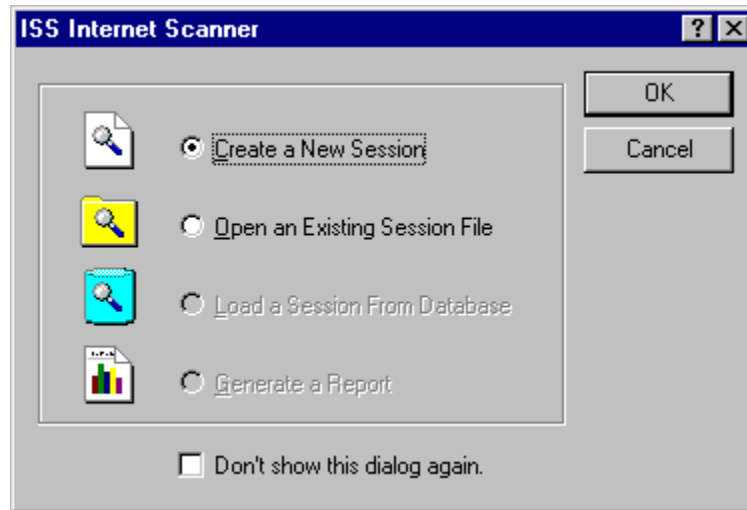 ISS Internet Scanner
OK
Create a New Session
Cancel
Open an Existing Session File
Load a Session From Database
Generate a Report
Don't show this dialog again.